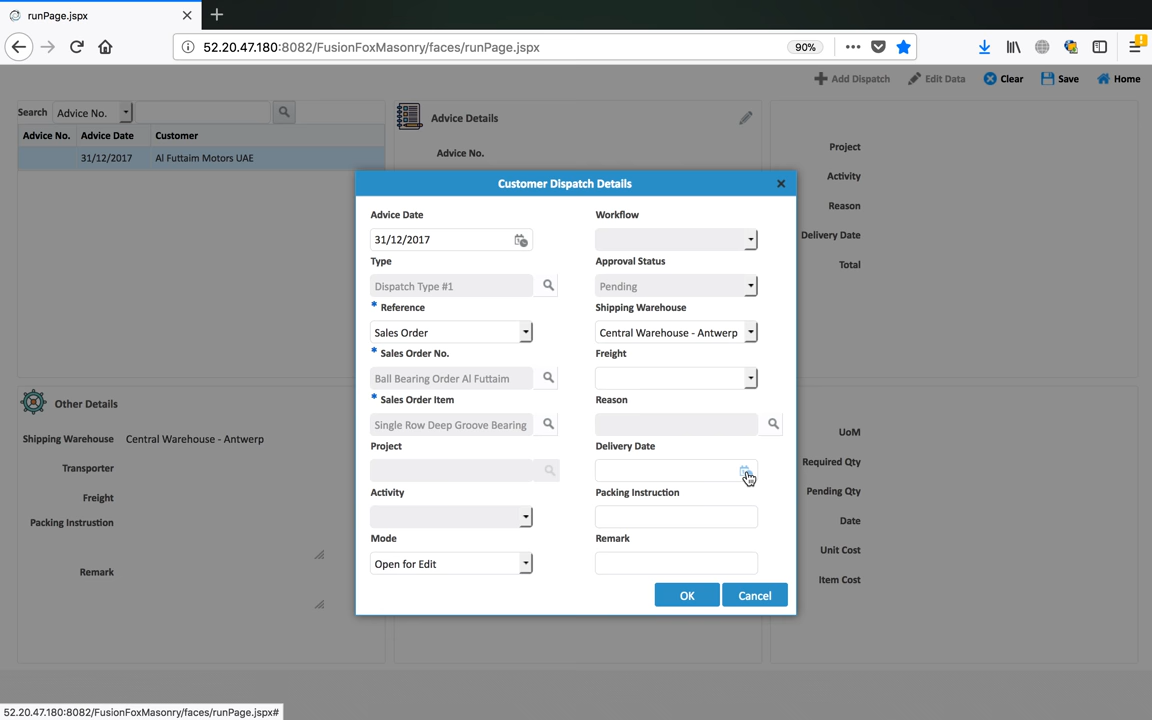 runPage.jspx
52.20.47.180:8082/FusionFoxMasonry/faces/runPage.jspx
90%
Add Dispatch
Edit Data
Clear
Save
Home
Search
Advice No.
Advice No. Advice Date Customer
31/12/2017 Al Futtaim Motors UAE
Advice Details
Advice No.
Project
Activity
Reason
Delivery Date
Total
Customer Dispatch Details
Advice Date
31/12/2017
Type
Dispatch Type #1
* Reference
Sales Order
* Sales Order No.
Ball Bearing Order Al Futtaim
* Sales Order Item
Single Row Deep Groove Bearing
Project
Activity
Mode
Open for Edit
Workflow
Approval Status
Pending
Shipping Warehouse
Central Warehouse - Antwerp
Freight
Reason
Delivery Date
Packing Instruction
Remark
OK
Cancel
Other Details
Shipping Warehouse Central Warehouse - Antwerp
Transporter
Freight
Packing Instrustion
Remark
UoM
Required Qty
Pending Qty
Date
Unit Cost
Item Cost
52.20.47.180:8082/FusionFoxMasonry/faces/runPage.jspx#